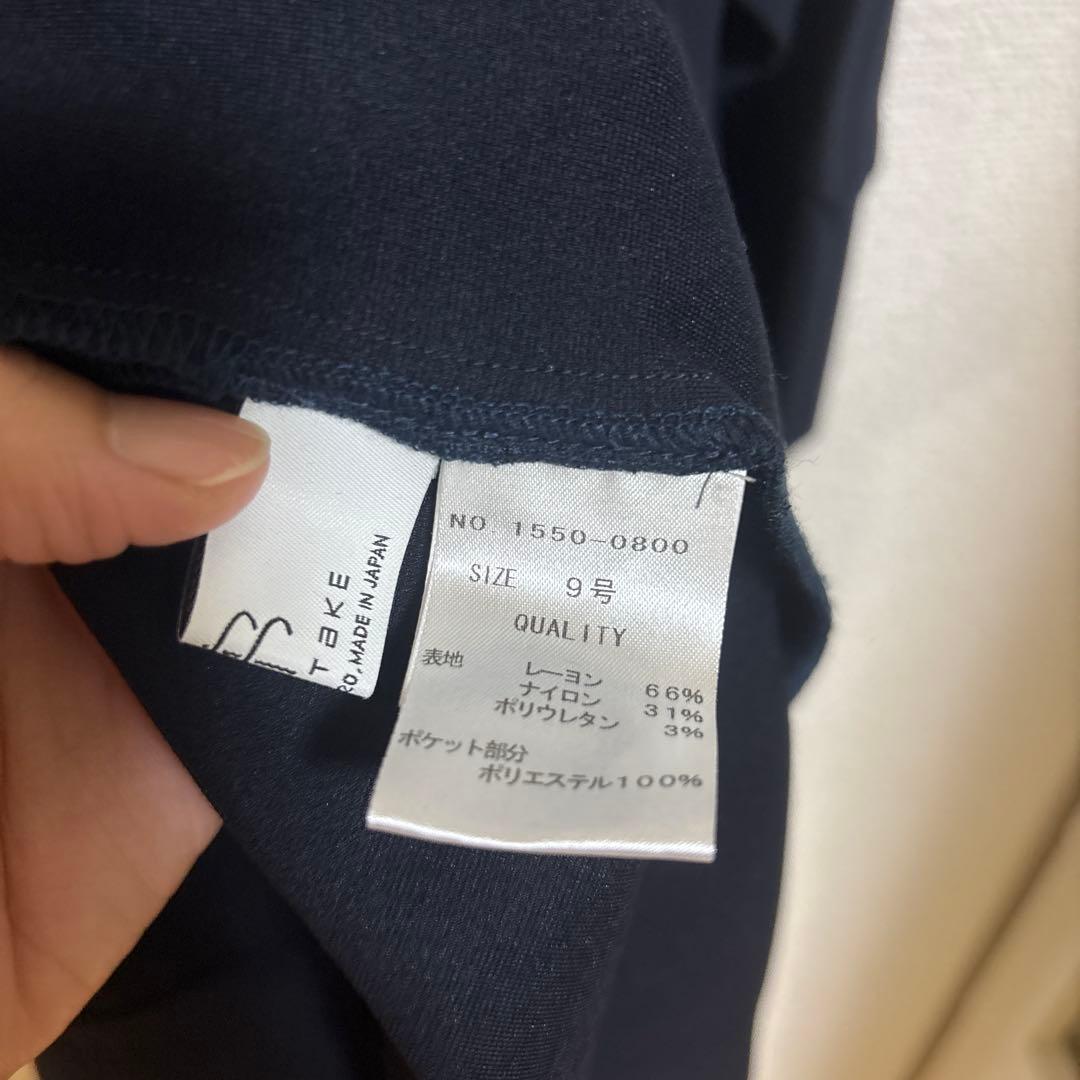 TaKE
RO, MADE IN JAPAN
NO. 1550-0800
SIZE 9号
QUALITY
表地 レーヨン 66%
ナイロン 31%
ポリウレタン 3%
ポケット部分
ポリエステル100%